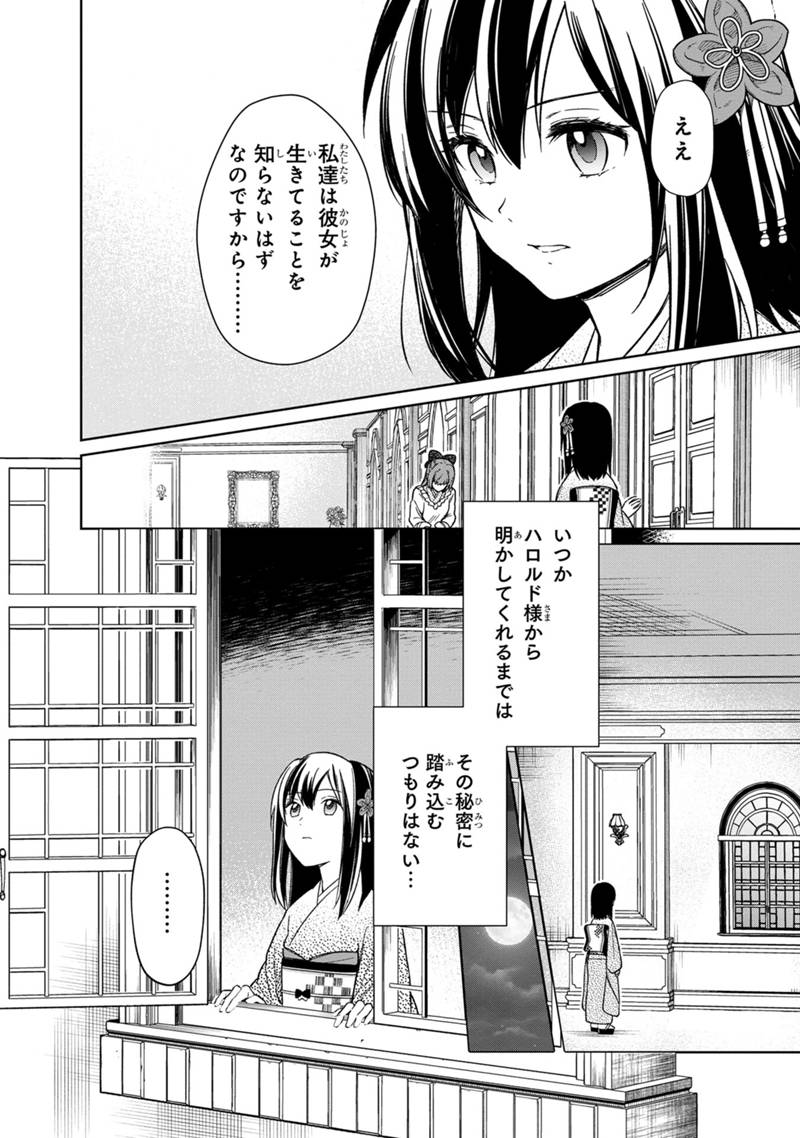 ええ
私達は彼女が
生きてることを
知らないはず
なのですから………
いつか
ハロルド様から
明かしてくれるまでは
その秘密に
踏み込む
つもりはない…
………